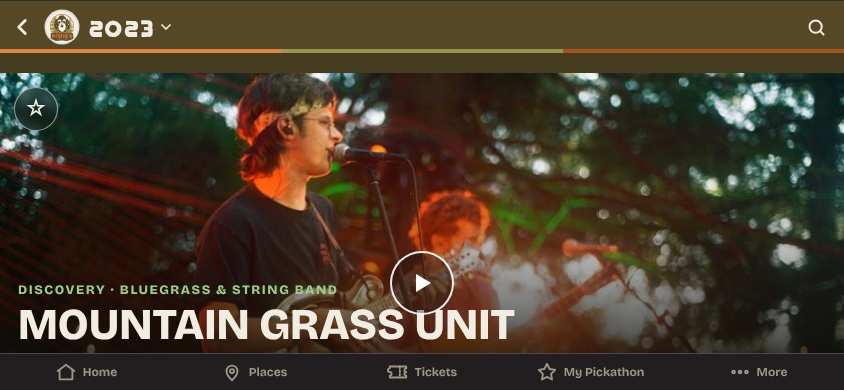 2023
DISCOVERY · BLUEGRASS & STRING BAND
MOUNTAIN GRASS UNIT
Home
Places
Tickets
My Pickathon
More